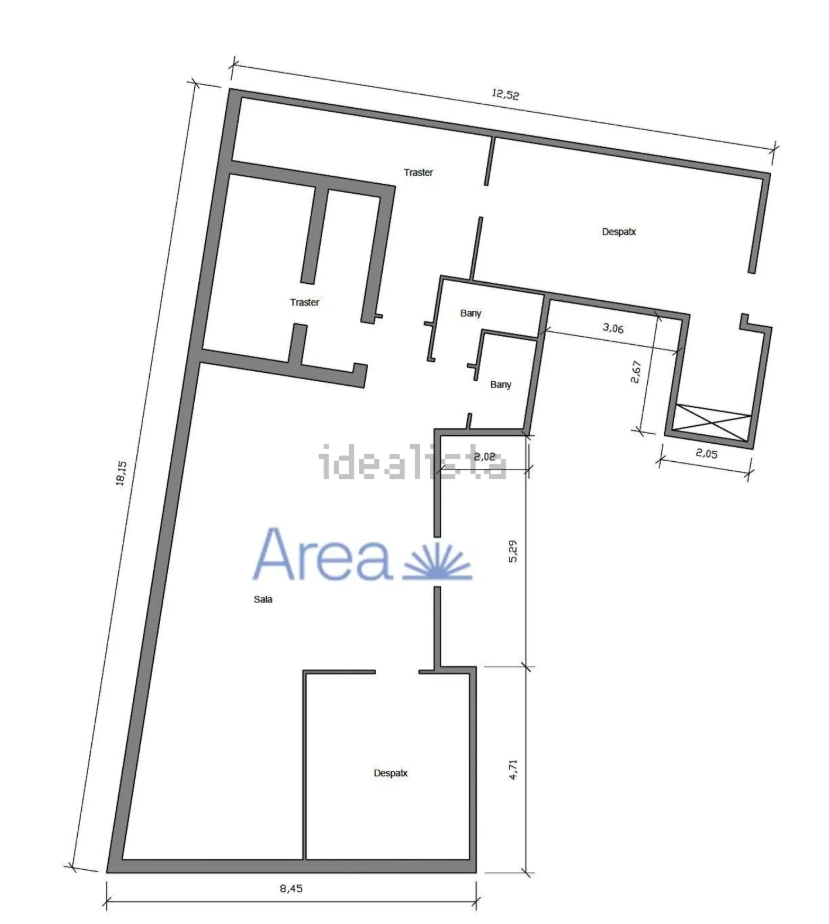 12,52
Traster
Despatx
Traster
Bany
3,06
2,67
Bany
idealista
2,02
2,05
18,15
Area
5,29
Sala
Despatx
4,71
8,45